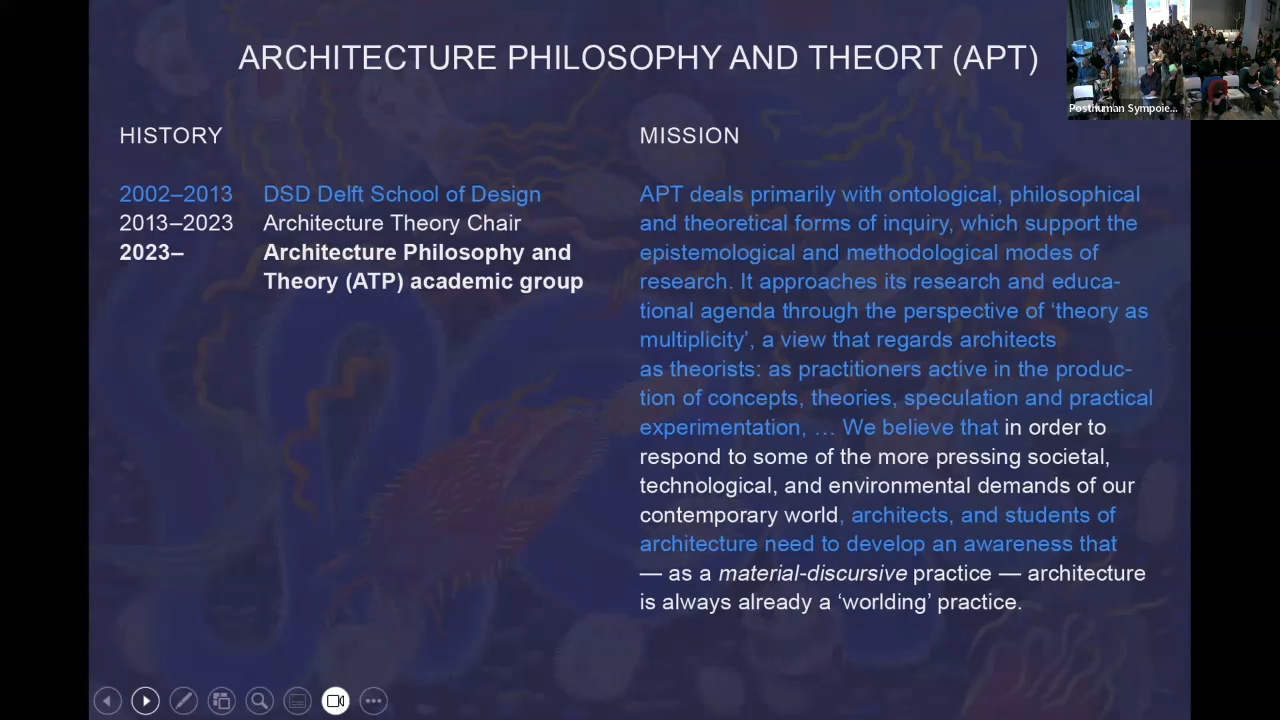 ARCHITECTURE PHILOSOPHY AND THEORT (APT)
Posthuman Sympoie...
HISTORY
2002–2013 DSD Delft School of Design
2013–2023 Architecture Theory Chair
2023– Architecture Philosophy and
Theory (ATP) academic group
MISSION
APT deals primarily with ontological, philosophical
and theoretical forms of inquiry, which support the
epistemological and methodological modes of
research. It approaches its research and educa-
tional agenda through the perspective of ‘theory as
multiplicity’, a view that regards architects
as theorists: as practitioners active in the produc-
tion of concepts, theories, speculation and practical
experimentation, … We believe that in order to
respond to some of the more pressing societal,
technological, and environmental demands of our
contemporary world, architects, and students of
architecture need to develop an awareness that
— as a material-discursive practice — architecture
is always already a ‘worlding’ practice.